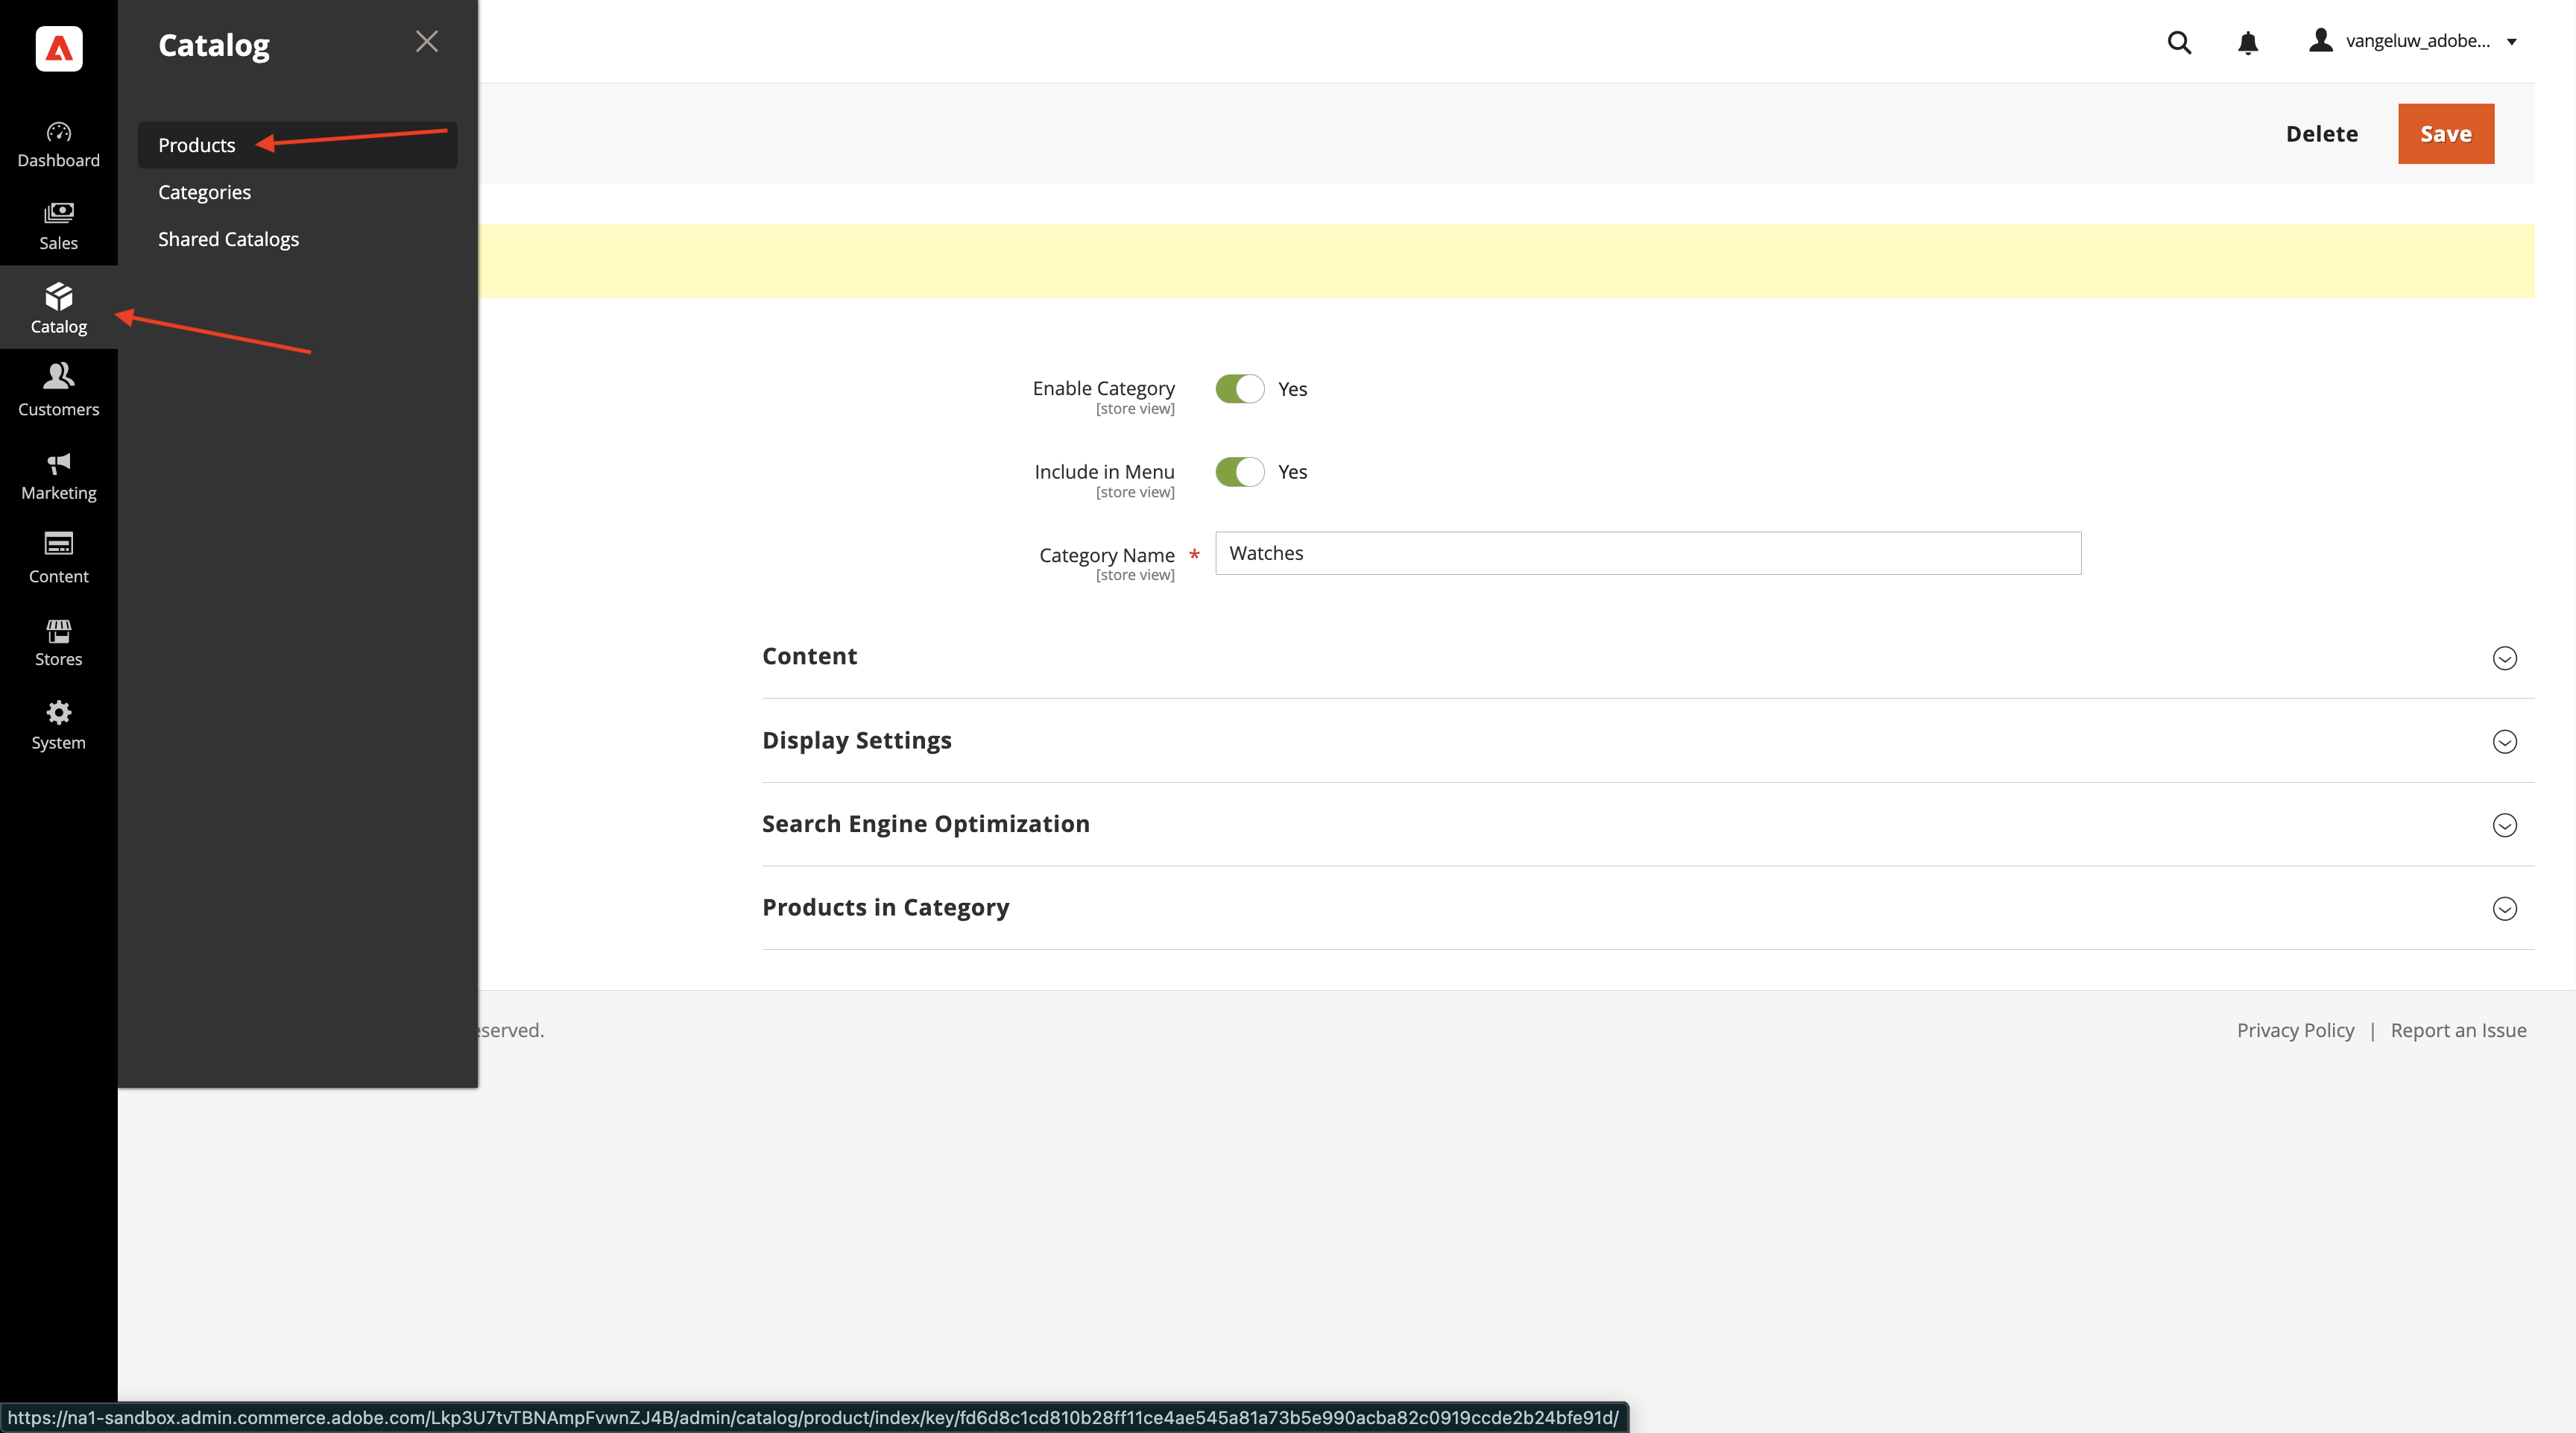 Catalog
vangeluw_adobe...
Dashboard
Sales
Catalog
Customers
Marketing
Content
Stores
System
Products
Categories
Shared Catalogs
Delete
Save
Enable Category
[store view]
Yes
Include in Menu
[store view]
Yes
Category Name *
[store view]
Watches
Content
Display Settings
Search Engine Optimization
Products in Category
eserved.
Privacy Policy | Report an Issue
https://na1-sandbox.admin.commerce.adobe.com/Lkp3U7tvTBNAmpFvwnZJ4B/admin/catalog/product/index/key/fd6d8c1cd810b28ff11ce4ae545a81a73b5e990acba82c0919ccde2b24bfe91d/